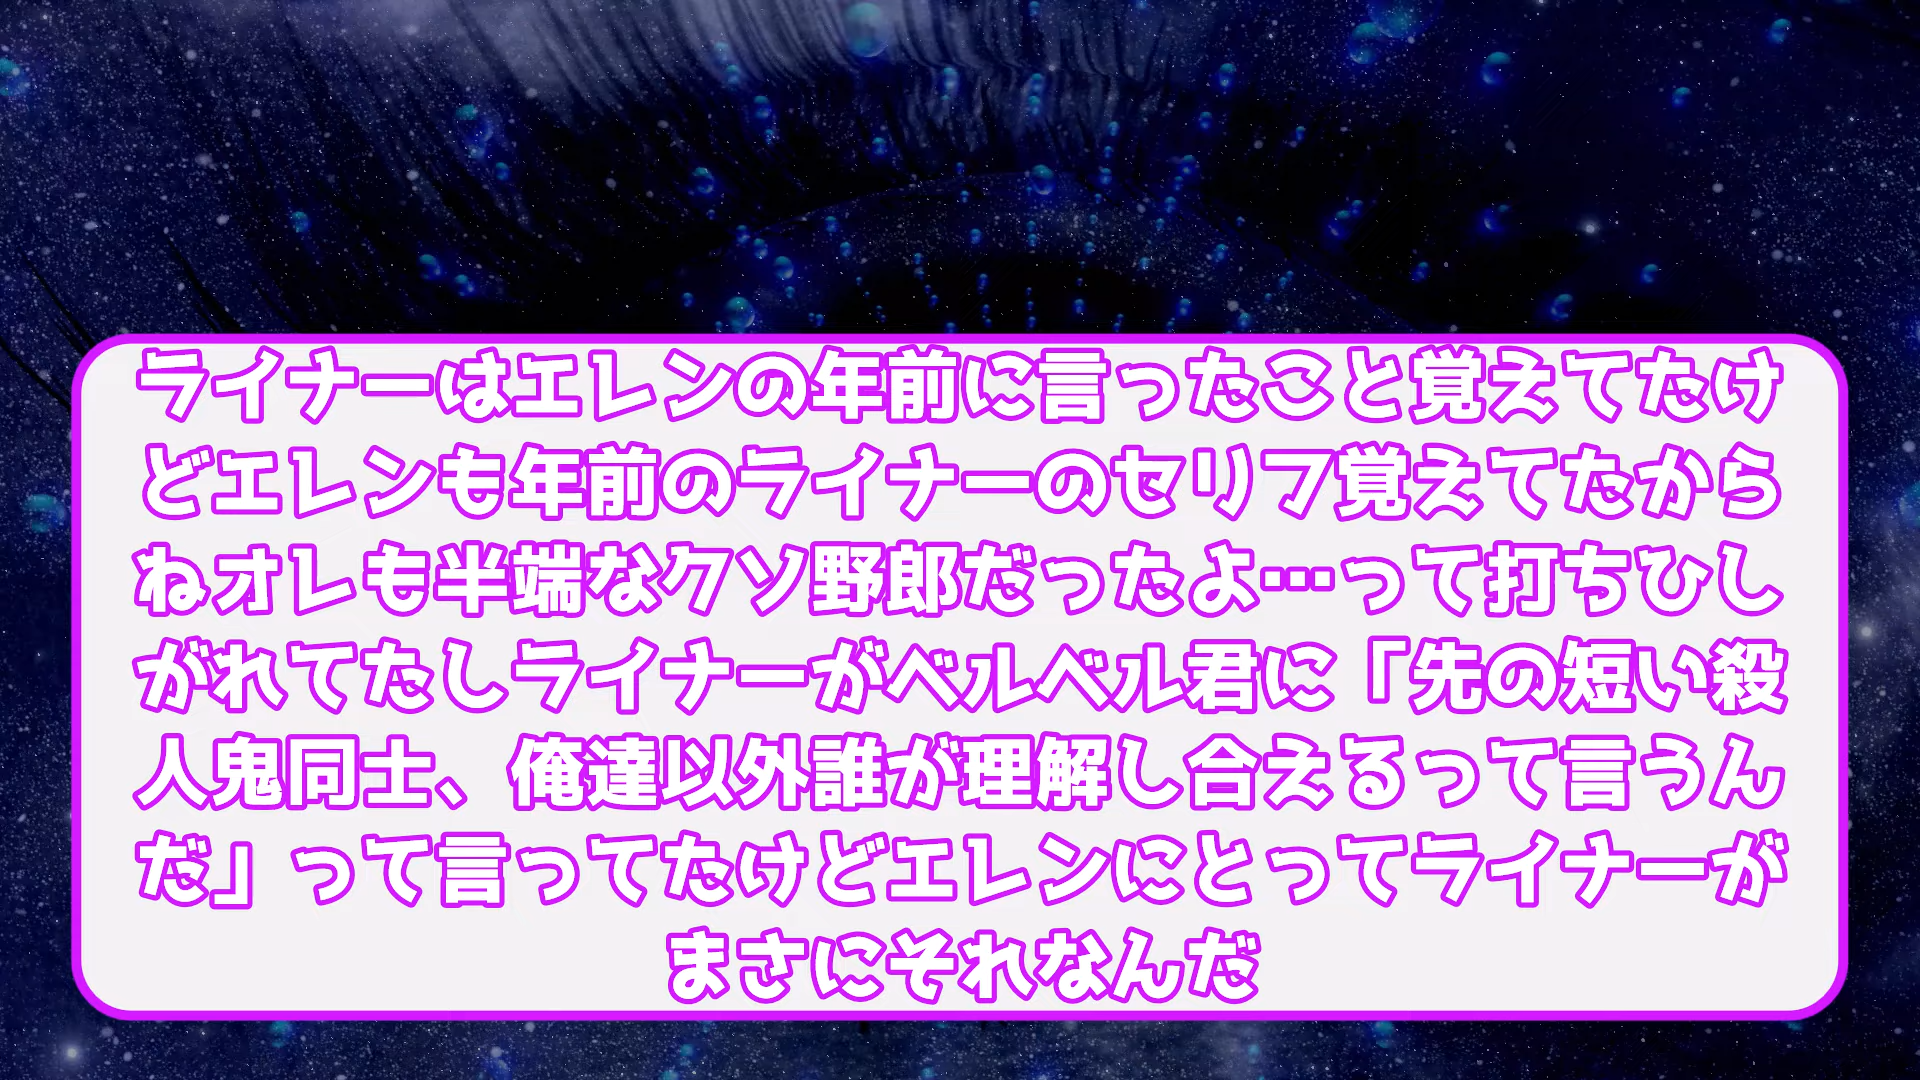 ライナーはエレンの年前に言ったこと覚えてたけ
どエレンも年前のライナーのセリフ覚えてたから
ねオレも半端なクソ野郎だったよ…って打ちひし
がれてたしライナーがベルベル君に「先の短い殺
人鬼同士、俺達以外誰が理解し合えるって言うん
だ」って言ってたけどエレンにとってライナーが
まさにそれなんだ